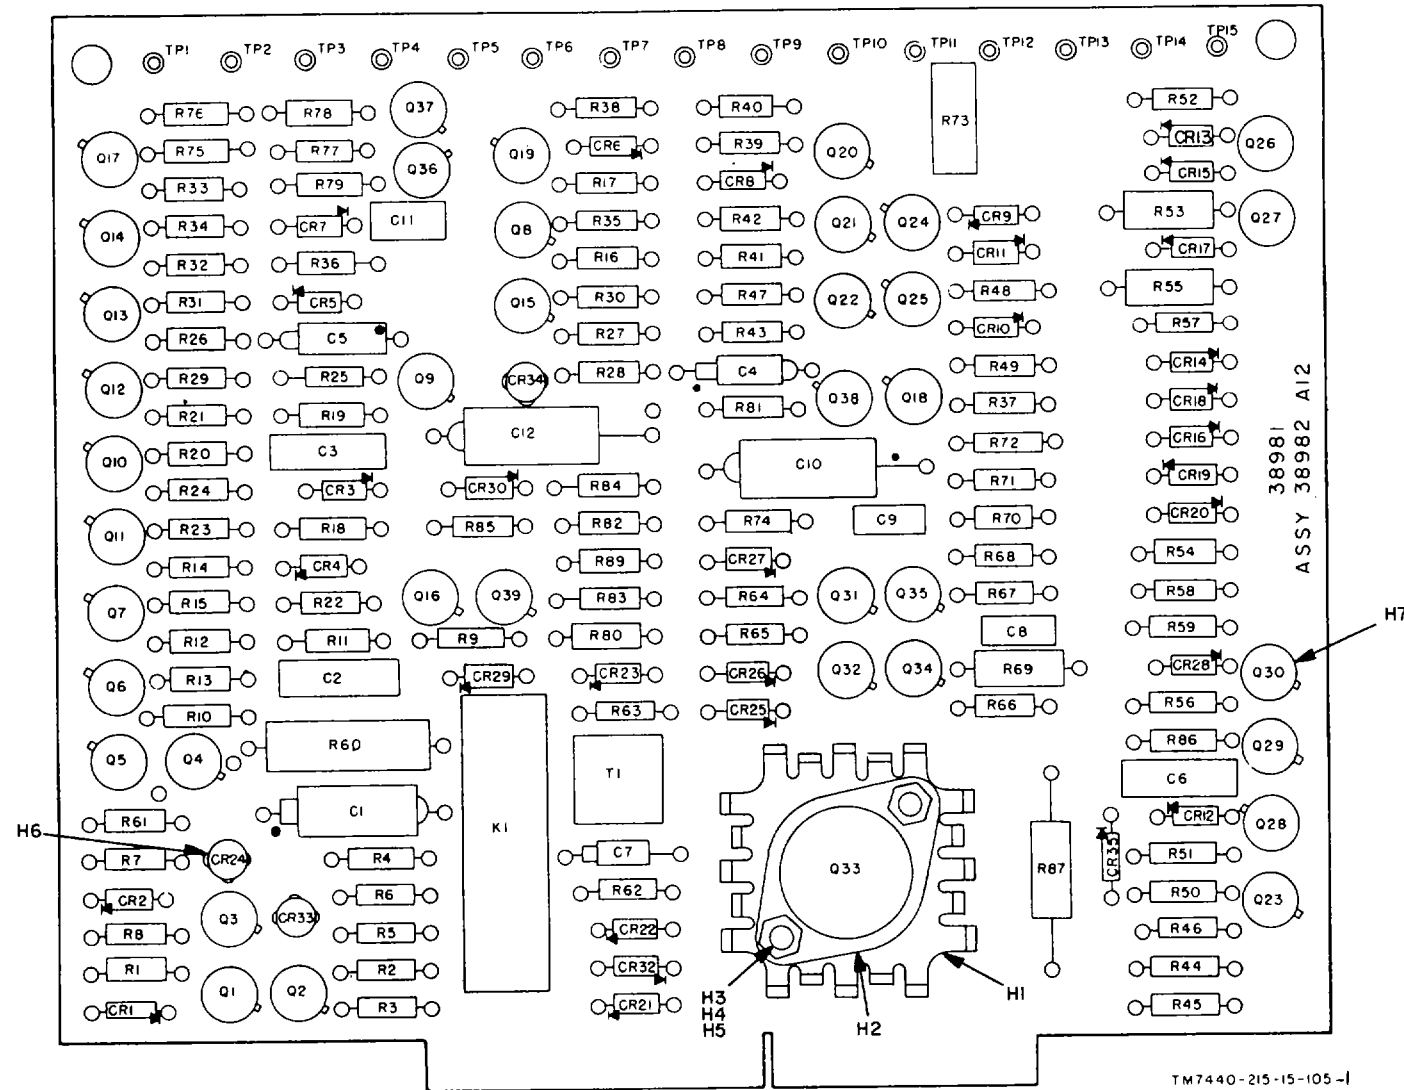 TP1 TP2 TP3 TP4 TP5 TP6 TP7 TP8 TP9 TP10 TP11 TP12 TP13 TP14 TP15
R76 R78 Q37 R38 R40 R73 R52
Q17 R75 R77 Q36 Q19 CR6 R39 Q20 CR13 Q26
R33 R79 R17 CR8 CR15
Q14 R34 CR7 C11 Q8 R35 R42 Q21 Q24 CR9 R53 Q27
R32 R36 R16 R41 CR11 CR17
Q13 R31 CR5 Q15 R30 R47 Q22 Q25 R48 R55
R26 C5 R27 R43 CR10 R57
Q12 R29 R25 Q9 CR34 R28 C4 Q38 Q18 R49 CR14
R21 R19 R81 R37 CR18
Q10 R20 C3 C12 C10 R72 CR16
R24 CR3 CR30 R84 R71 CR19
Q11 R23 R18 R85 R82 R74 C9 R70 CR20
R14 CR4 R89 CR27 R68 R54
Q7 R15 R22 Q16 Q39 R83 R64 Q31 Q35 R67 R58
R12 R11 R9 R80 R65 C8 R59
Q6 R13 C2 CR29 CR23 CR26 Q32 Q34 R69 CR28 Q30 H7
R10 R63 CR25 R66 R56
Q5 Q4 R60 T1 R86 Q29
C6
R61 C1 K1 CR12 Q28
H6 R7 CR24 R4 C7 Q33 R87 CR35 R51
CR2 R6 R62 R50 Q23
R8 Q3 CR33 R5 CR22 R46
R1 R2 CR32 R44
CR1 Q1 Q2 R3 CR21 R45
H3
H4
H5
H2
H1
38981
ASSY 38982 A12
TM7440-215-15-105-1